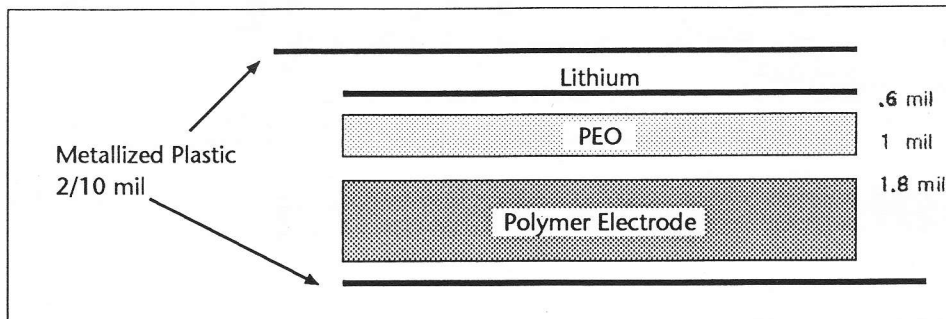 Lithium
.6 mil
PEO
1 mil
Metallized Plastic
2/10 mil
1.8 mil
Polymer Electrode